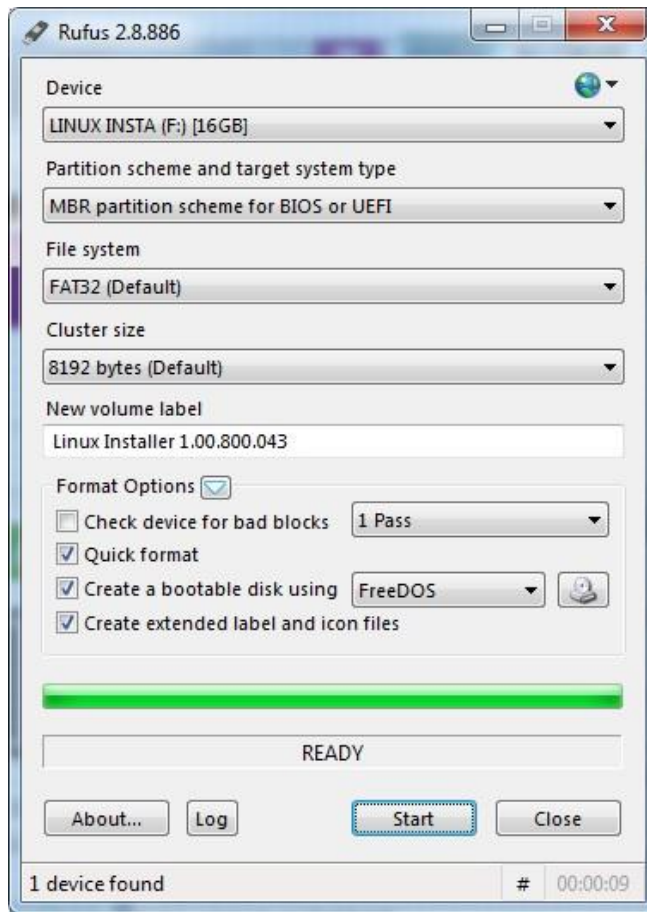 Rufus 2.8.886
Device
LINUX INSTA (F:) [16GB]
Partition scheme and target system type
MBR partition scheme for BIOS or UEFI
File system
FAT32 (Default)
Cluster size
8192 bytes (Default)
New volume label
Linux Installer 1.00.800.043
Format Options
Check device for bad blocks 1 Pass
Quick format
Create a bootable disk using FreeDOS
Create extended label and icon files
READY
About... Log Start Close
1 device found # 00:00:09